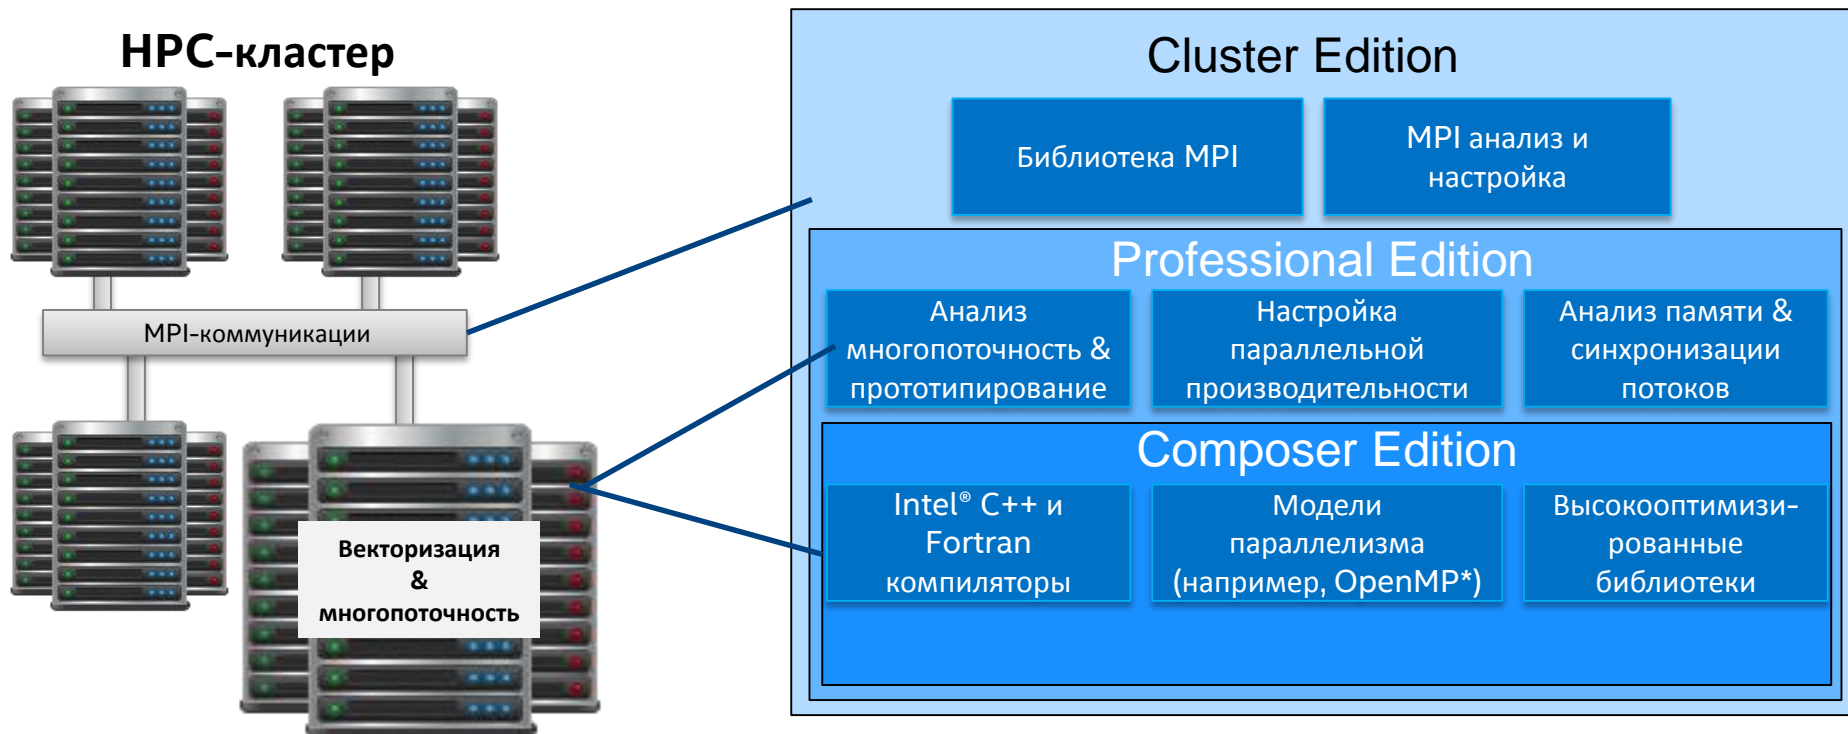 HPC-кластер
MPI-коммуникации
Векторизация
&
многопоточность
Cluster Edition
Библиотека MPI
MPI анализ и
настройка
Professional Edition
Анализ
многопоточность &
прототипирование
Настройка
параллельной
производительности
Анализ памяти &
синхронизации
потоков
Composer Edition
Intel® C++ и
Fortran
компиляторы
Модели
параллелизма
(например, OpenMP*)
Высокооптимизи-
рованные
библиотеки